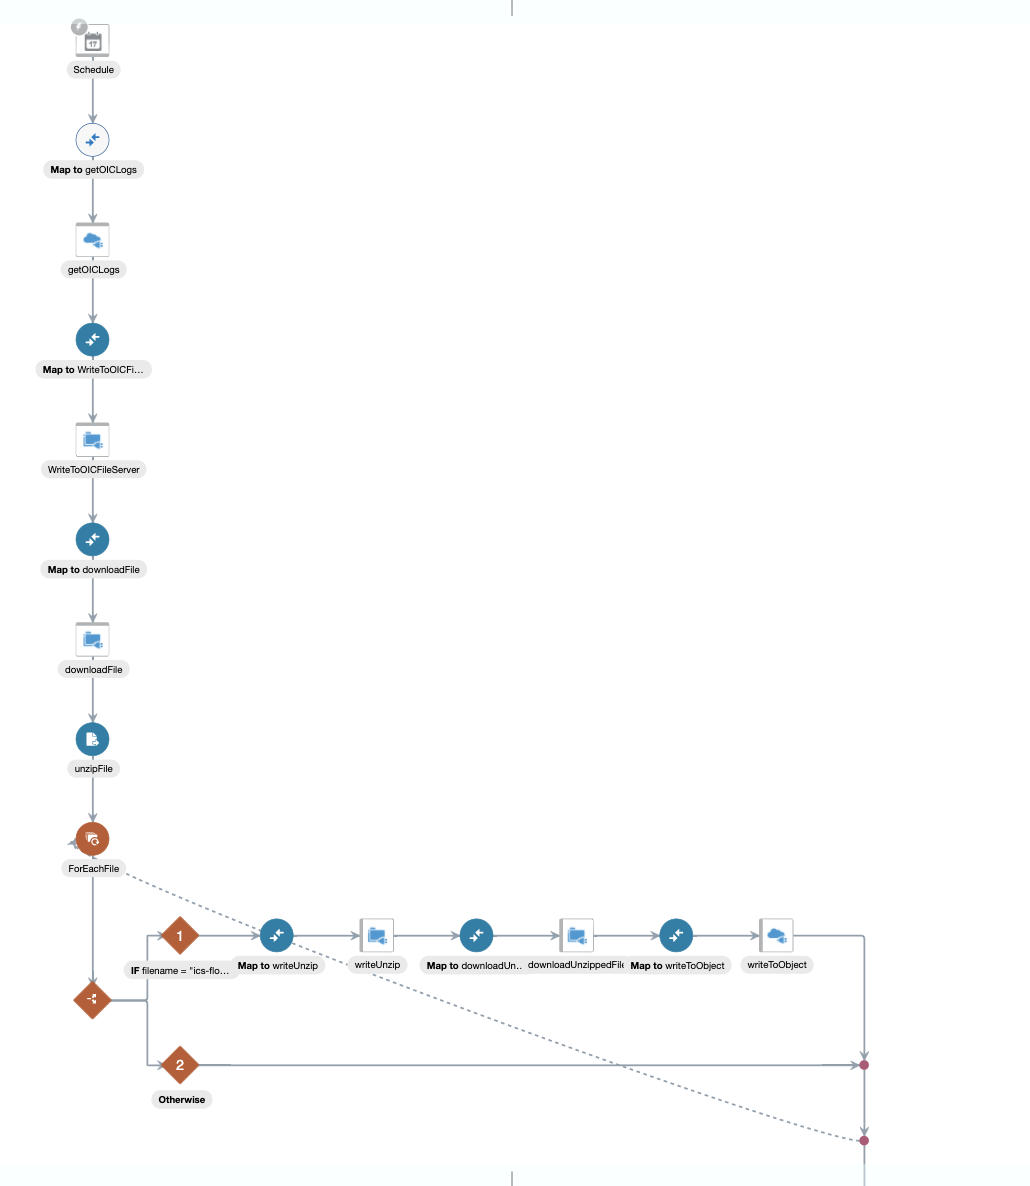 17
Schedule
Map to getOICLogs
getOICLogs
Map to WriteToOICFi...
WriteToOICFileServer
Map to downloadFile
downloadFile
unzipFile
ForEachFile
1
IF filename = "ics-flo...
Map to writeUnzip
writeUnzip
Map to downloadUn...
downloadUnzippedFile
Map to writeToObject
writeToObject
2
Otherwise